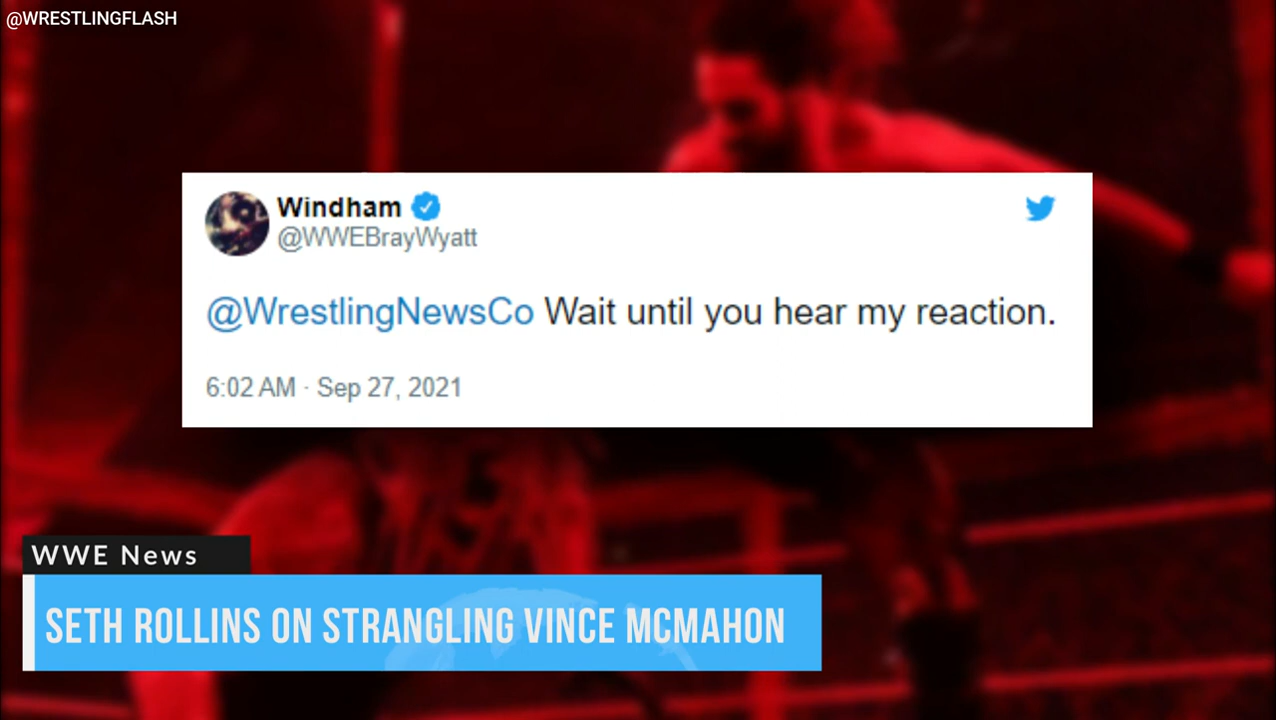 @WRESTLINGFLASH
Windham
@WWEBrayWyatt
@WrestlingNewsCo Wait until you hear my reaction.
6:02 AM · Sep 27, 2021
WWE News
SETH ROLLINS ON STRANGLING VINCE MCMAHON